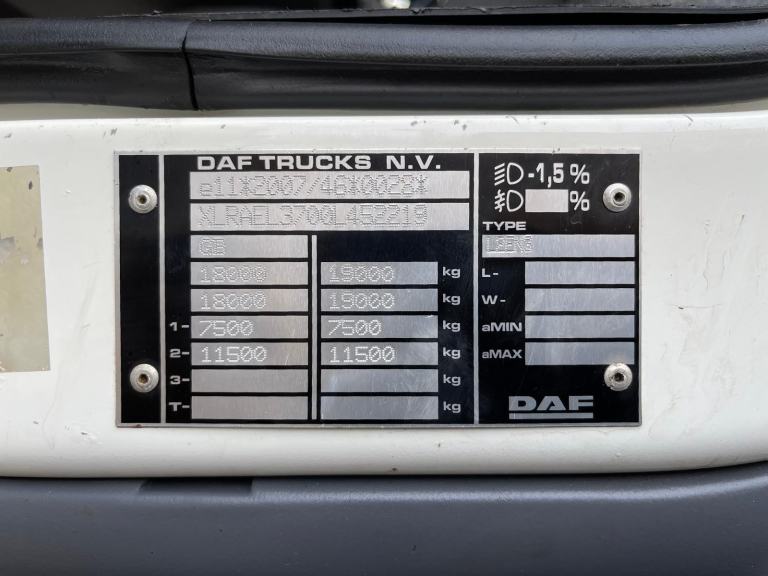 DAF TRUCKS N.V.
e11*2007/46*0028*
XLRAEL3700L452219
GB
18000 19000 kg
18000 19000 kg
1- 7500 7500 kg
2- 11500 11500 kg
3- kg
T- kg
-1,5 %
%
TYPE
L-
W-
aMIN
aMAX
DAF